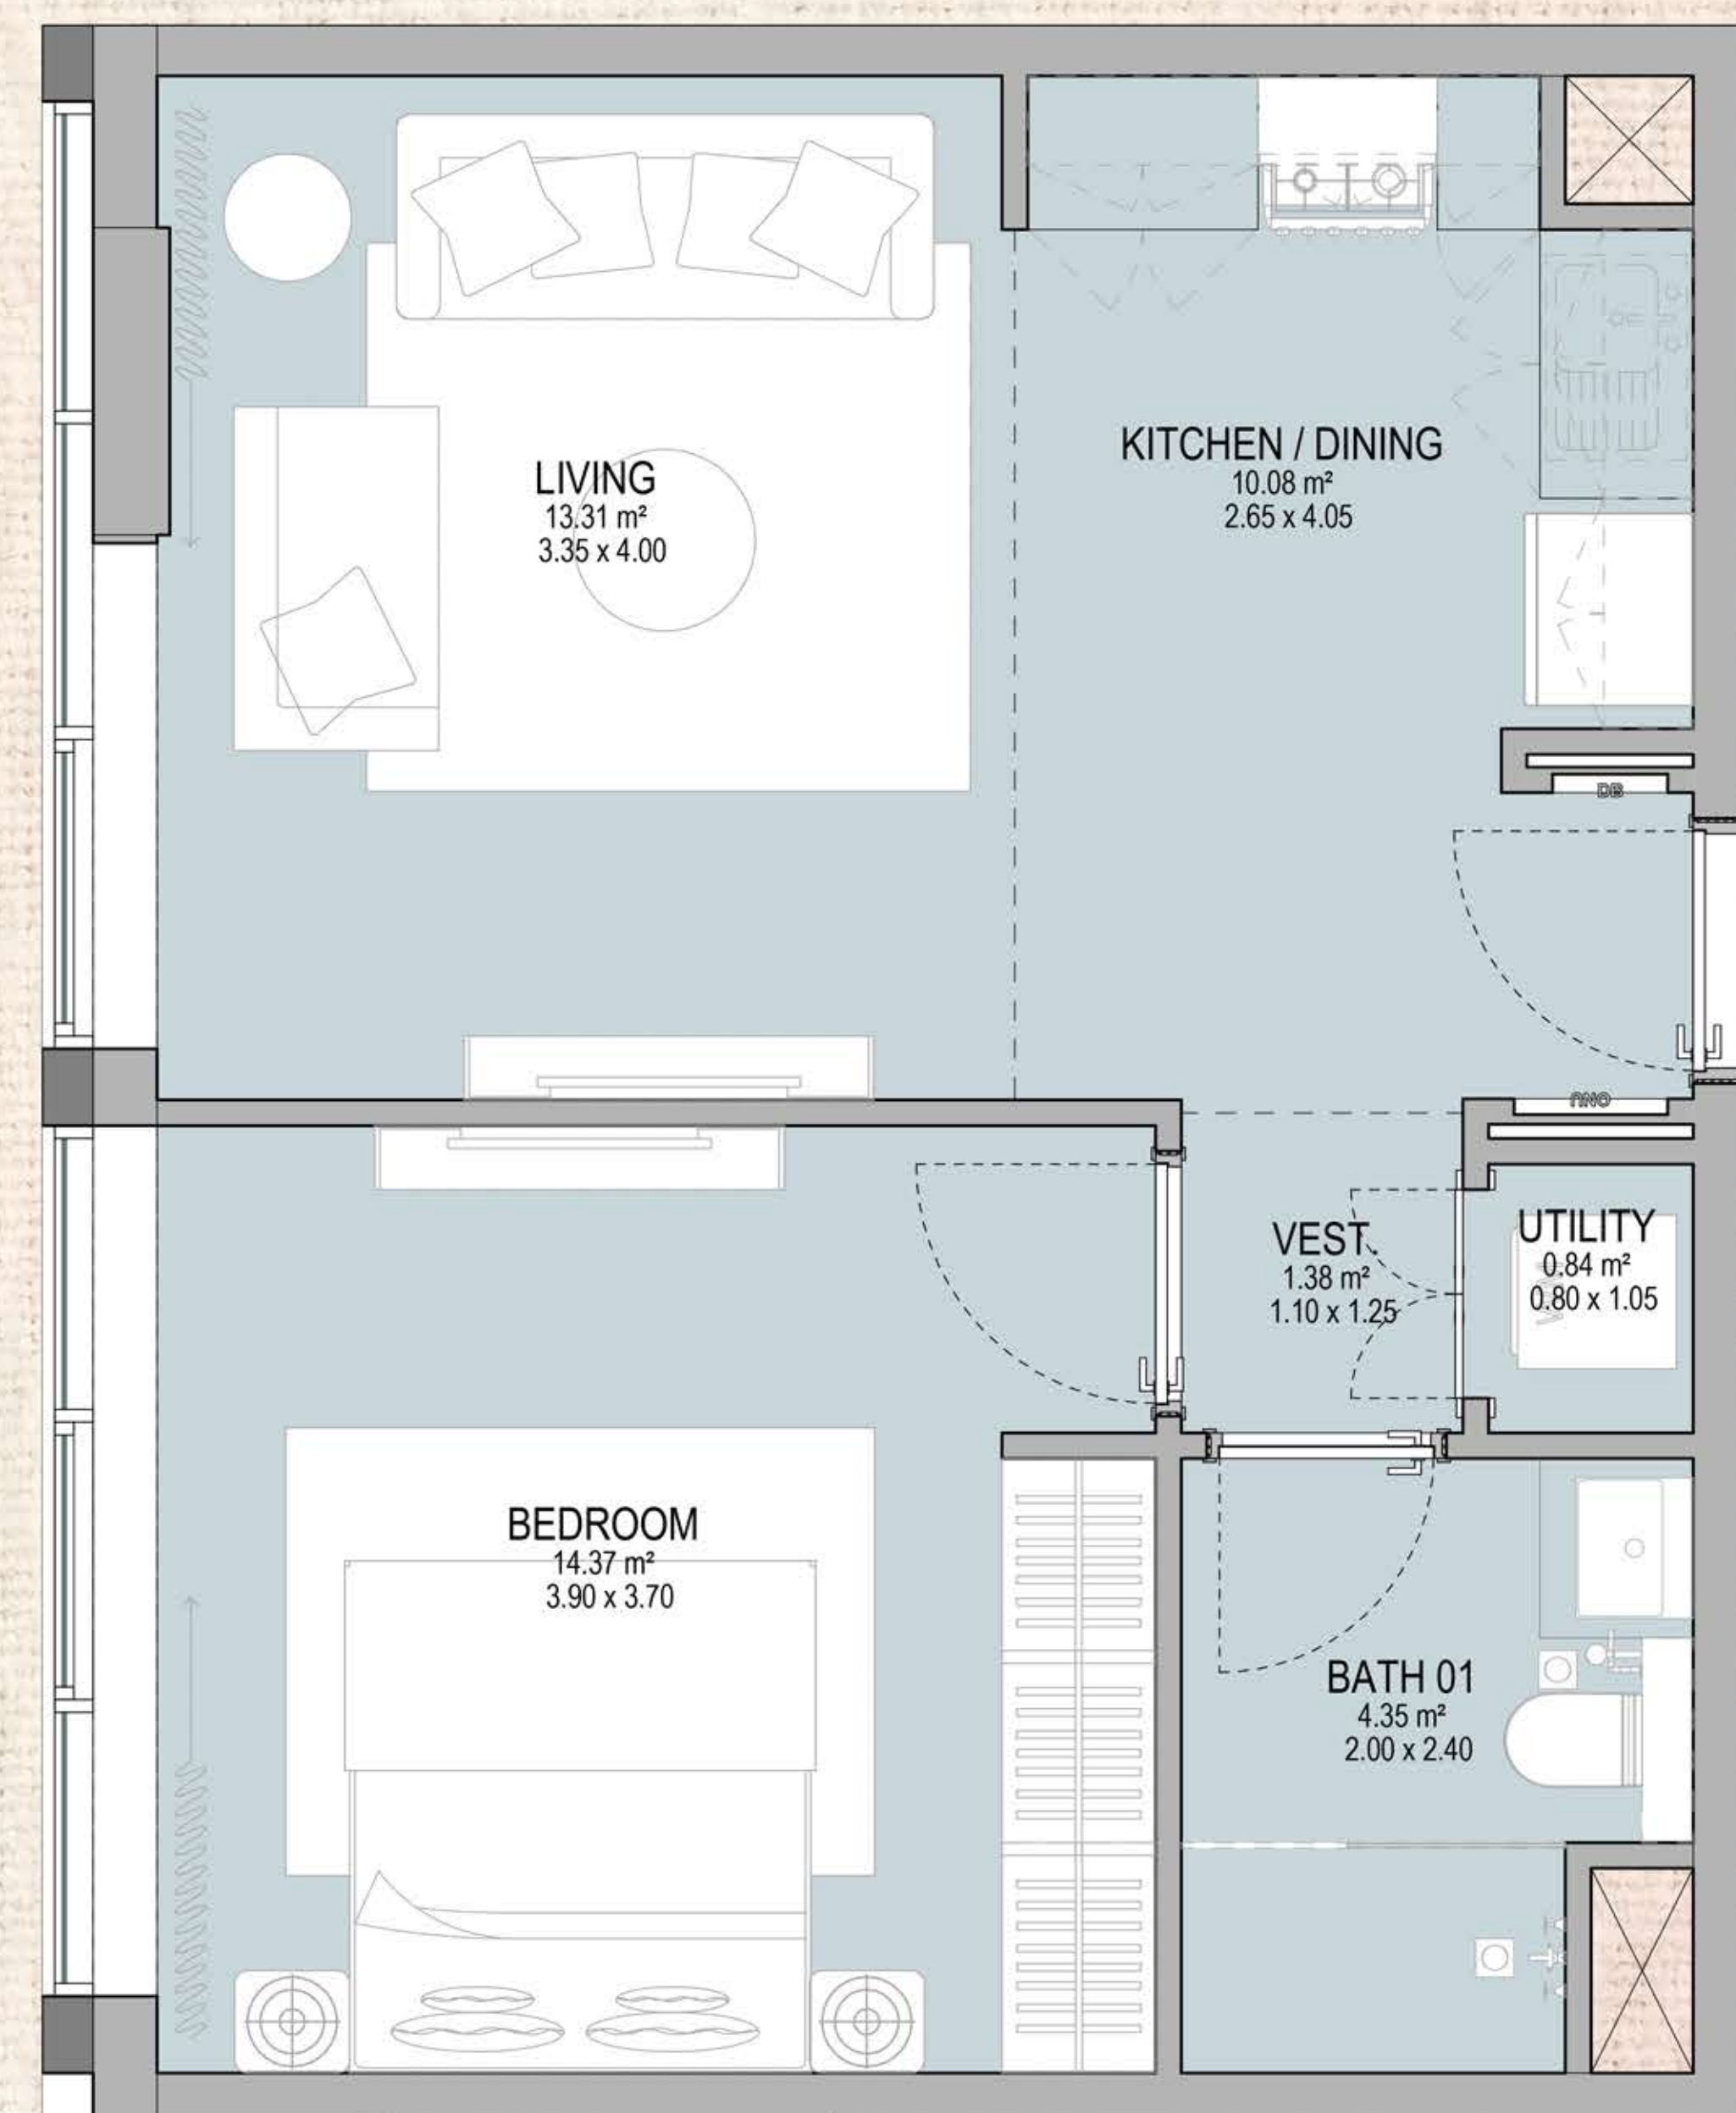 LIVING
13.31 m²
3.35 x 4.00
KITCHEN / DINING
10.08 m²
2.65 x 4.05
DB
ONU
VEST.
1.38 m²
1.10 x 1.25
UTILITY
0.84 m²
0.80 x 1.05
WM
BEDROOM
14.37 m²
3.90 x 3.70
BATH 01
4.35 m²
2.00 x 2.40